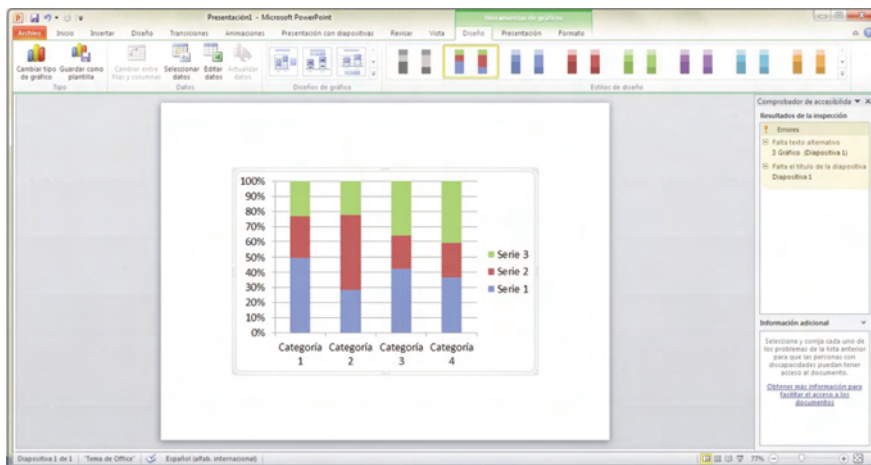 Presentación1 - Microsoft PowerPoint
Herramientas de gráficos
Archivo Inicio Insertar Diseño Transiciones Animaciones Presentación con diapositivas Revisar Vista Diseño Presentación Formato
Cambiar tipo de gráfico
Guardar como plantilla
Cambiar entre filas y columnas
Seleccionar datos
Editar datos
Actualizar datos
Tipo
Datos
Diseños de gráfico
Estilos de diseño
Comprobador de accesibilida
Resultados de la inspección
Errores
Falta texto alternativo
3 Gráfico (Diapositiva 1)
Falta el título de la diapositiva
Diapositiva 1
100%
90%
80%
70%
60%
50%
40%
30%
20%
10%
0%
Serie 3
Serie 2
Serie 1
Categoría 1
Categoría 2
Categoría 3
Categoría 4
Información adicional
Seleccione y corrija cada uno de
los problemas de la lista anterior
para que las personas con
discapacidades puedan tener
acceso al documento.
Obtener más información para
facilitar el acceso a los
documentos
Diapositiva 1 de 1 "Tema de Office" Español (alfab. internacional) 77%